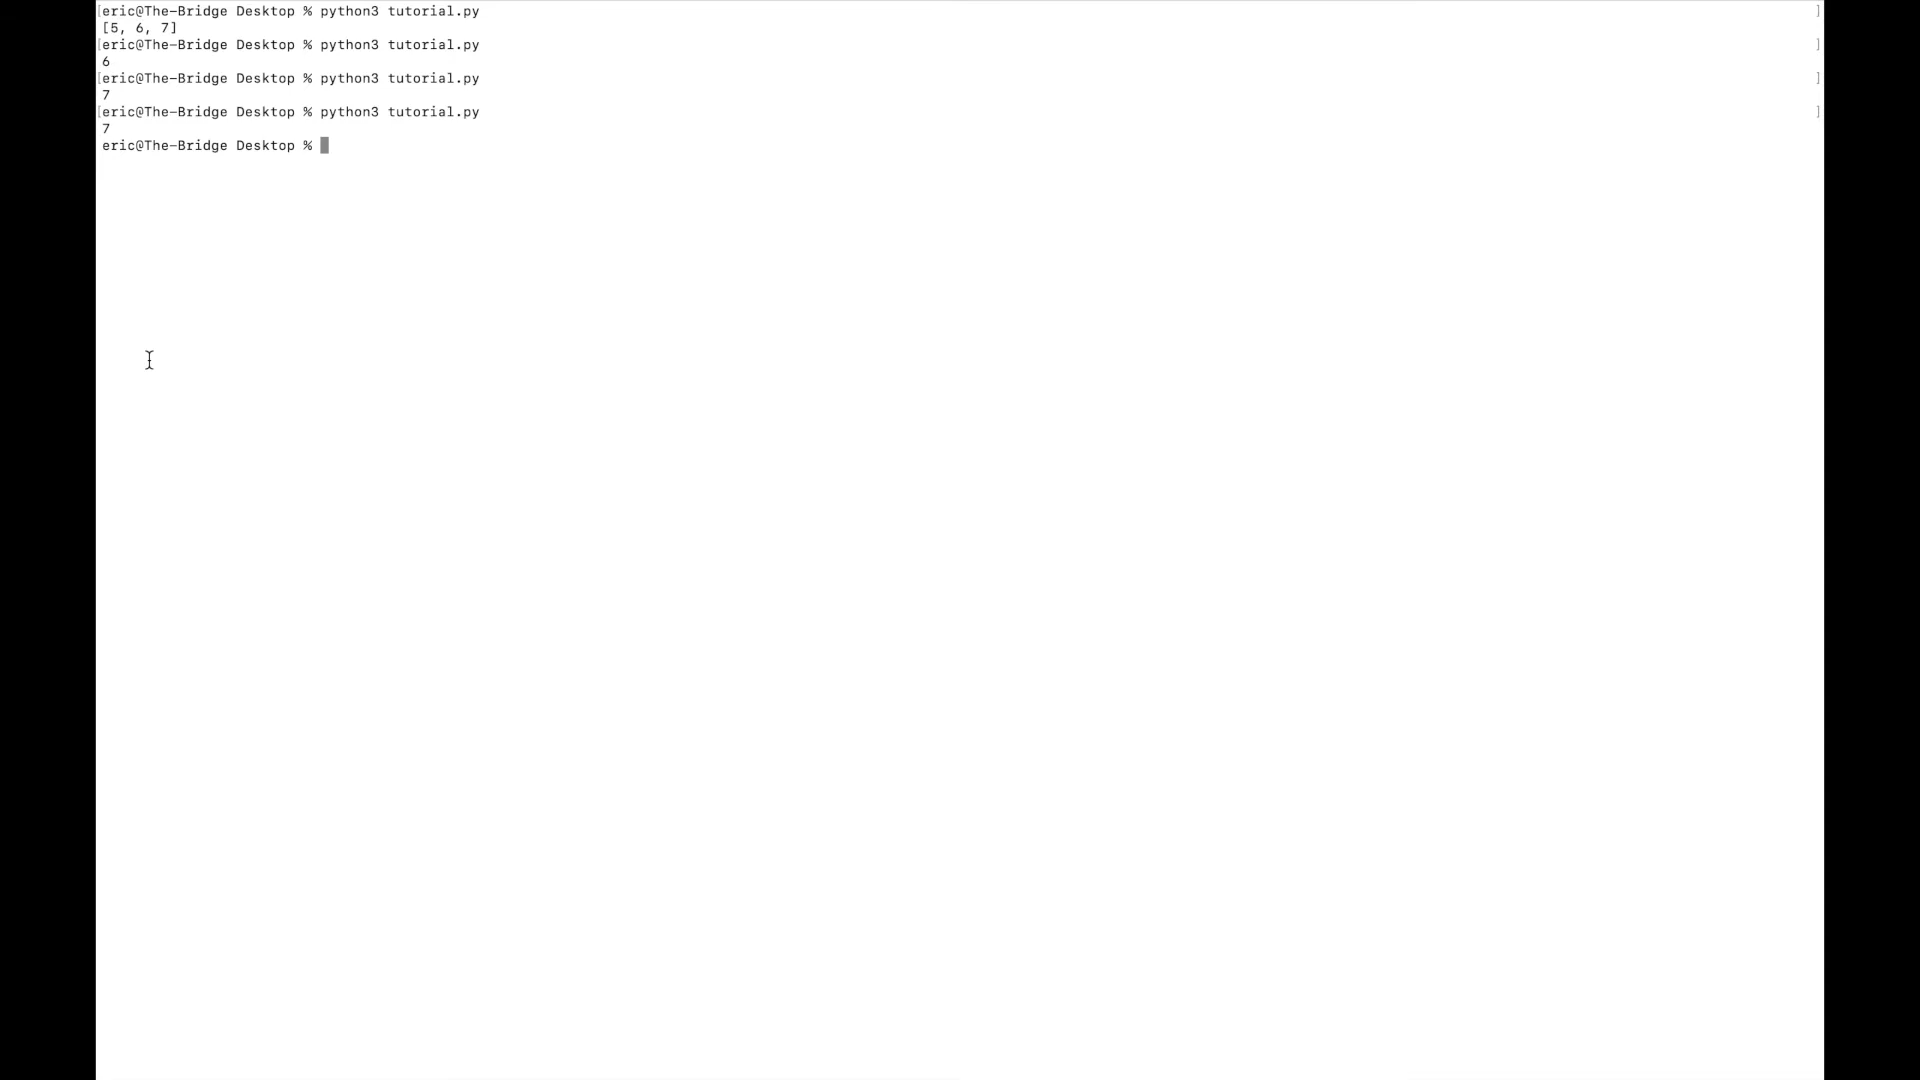 [eric@The-Bridge Desktop % python3 tutorial.py ]
[5, 6, 7]
[eric@The-Bridge Desktop % python3 tutorial.py ]
6
[eric@The-Bridge Desktop % python3 tutorial.py ]
7
[eric@The-Bridge Desktop % python3 tutorial.py ]
7
eric@The-Bridge Desktop %